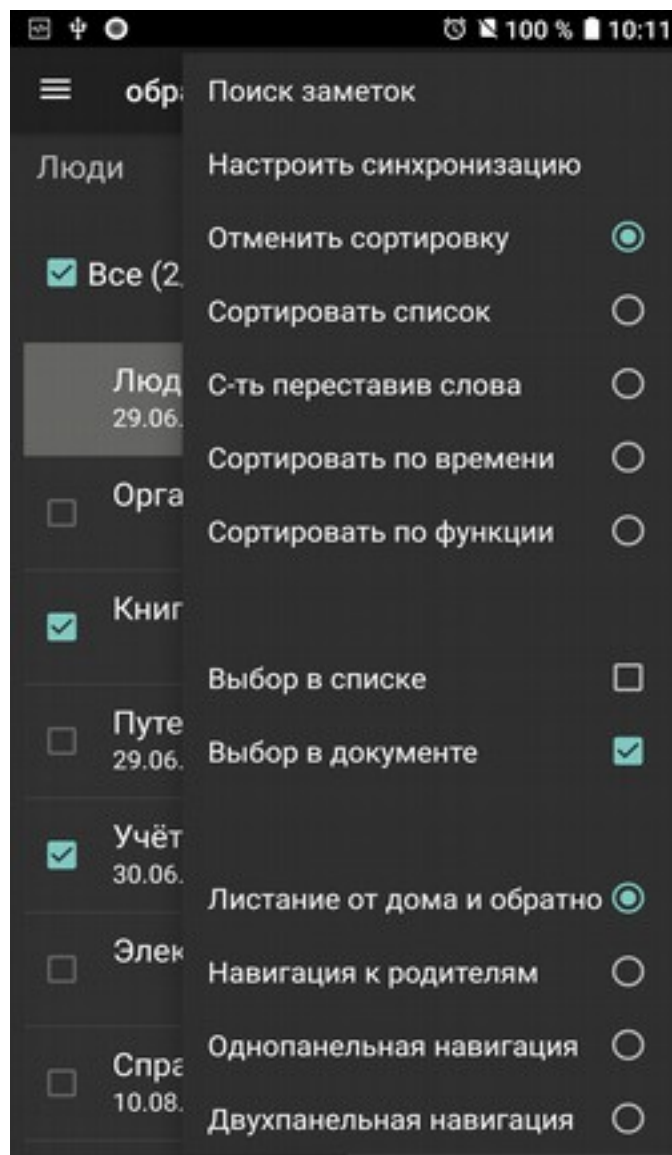 100 % 10:11
обра
Поиск заметок
Люди
Настроить синхронизацию
Отменить сортировку
Все (2
Сортировать список
Люд
29.06.
С-ть переставив слова
Сортировать по времени
Орга
Сортировать по функции
Книг
Выбор в списке
Путе
29.06.
Выбор в документе
Учёт
30.06.
Листание от дома и обратно
Элек
Навигация к родителям
Однопанельная навигация
Спра
10.08.
Двухпанельная навигация